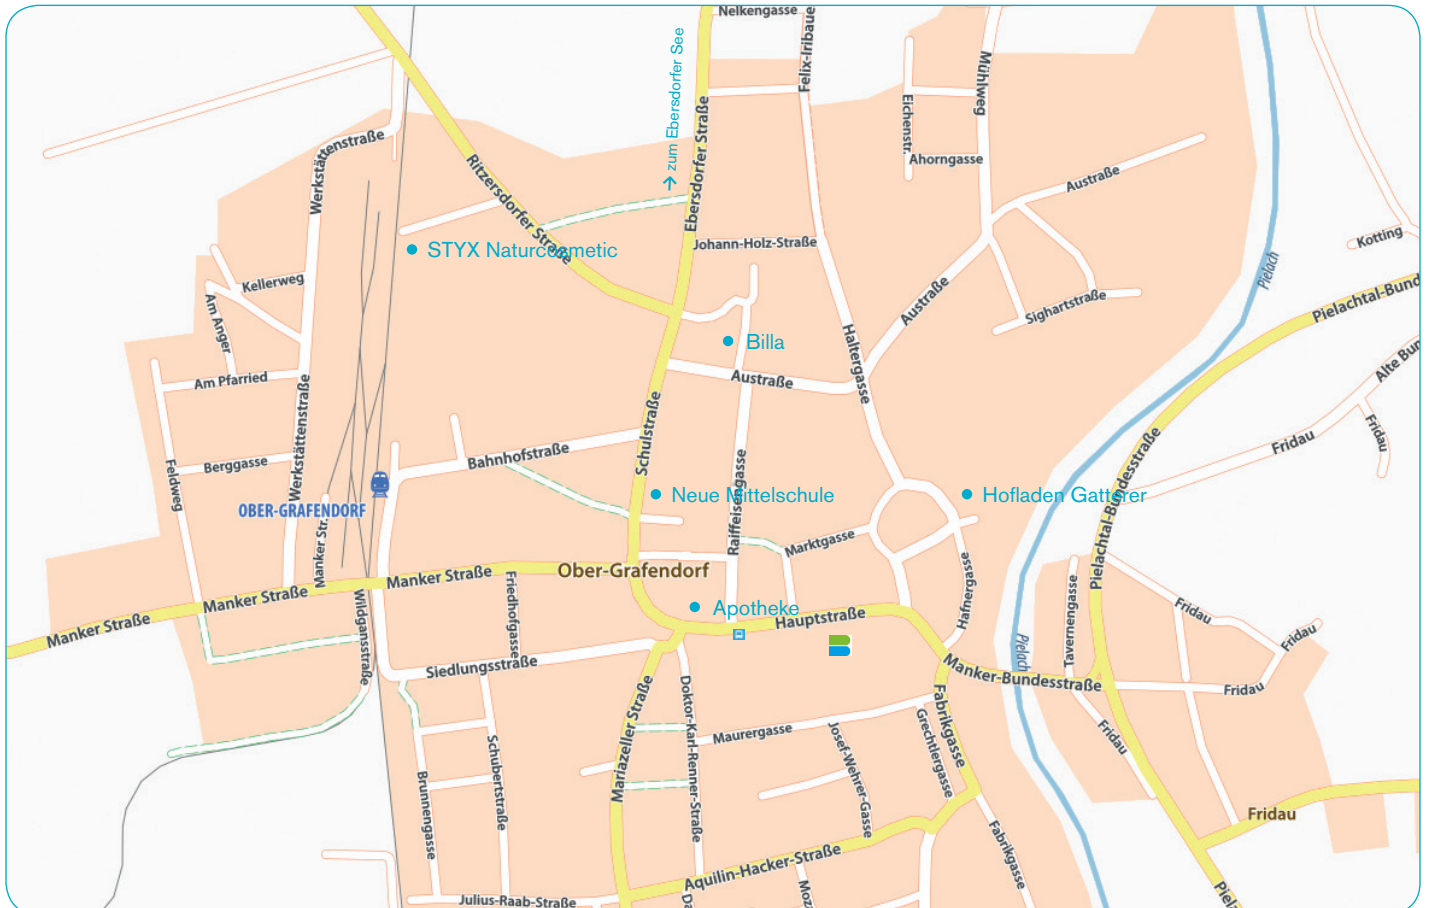 Nelkengasse
Felix-Iribaue
zum Ebersdorfer See
Mühlweg
Eichenstr.
Werkstättenstraße
Ebersdorfer Straße
Ritzersdorfer Straße
Ahorngasse
Austraße
Kotting
Johann-Holz-Straße
STYX Naturcosmetic
Pielach
Kellerweg
Am Anger
Austraße
Sighartstraße
Pielachtal-Bund
Billa
Haltergasse
Alte Bun
Am Pfarried
Austraße
Werkstättenstraße
Schulstraße
Bahnhofstraße
Fridau
Fridau
Berggasse
Feldweg
Raiffeisengasse
Neue Mittelschule
Hofladen Gatterer
Pielachtal-Bundesstraße
OBER-GRAFENDORF
Manker Str.
Marktgasse
Ober-Grafendorf
Manker Straße
Manker Straße
Manker Straße
Friedhofgasse
Wildgansstraße
Apotheke
Hauptstraße
Hafnergasse
Tavernengasse
Fridau
Fridau
Pielach
Siedlungsstraße
Manker-Bundesstraße
Fridau
Mariazeller Straße
Doktor-Karl-Renner-Straße
Fabrikgasse
Maurergasse
Josef-Wehrer-Gasse
Grechtlergasse
Fridau
Schubertstraße
Brunnengasse
Fridau
Fabrikgasse
Aquilin-Hacker-Straße
Julius-Raab-Straße
Da
Moz
Piel